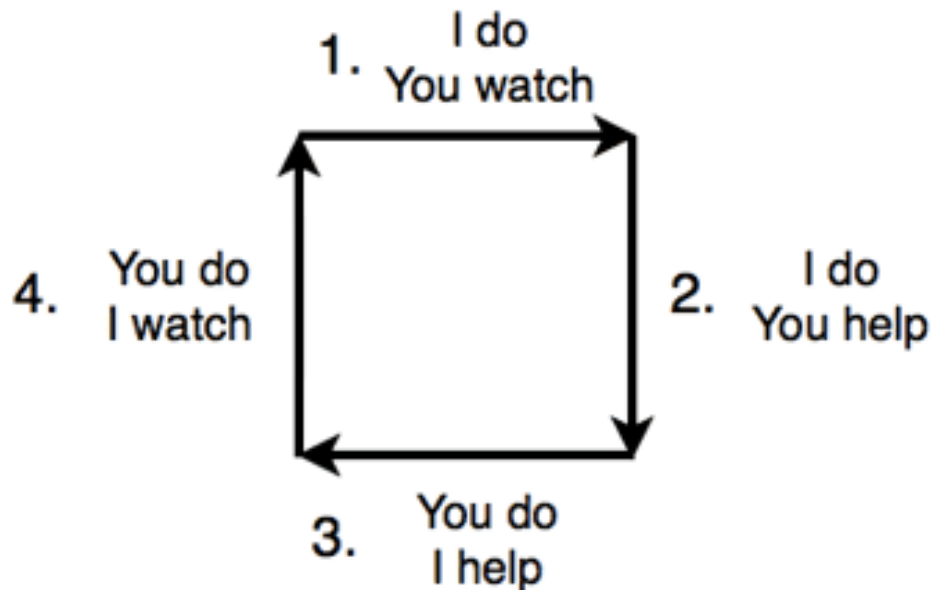 1.
I do
You watch
2.
I do
You help
3.
You do
I help
4.
You do
I watch